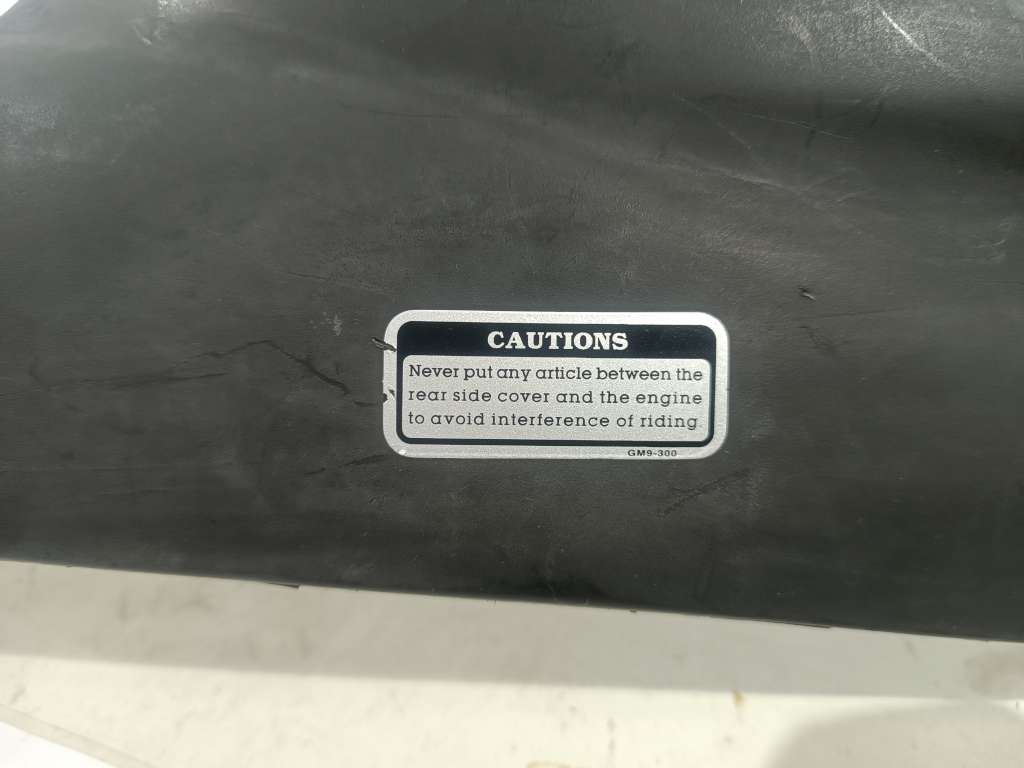 CAUTIONS
Never put any article between the
rear side cover and the engine
to avoid interference of riding
GM9-300